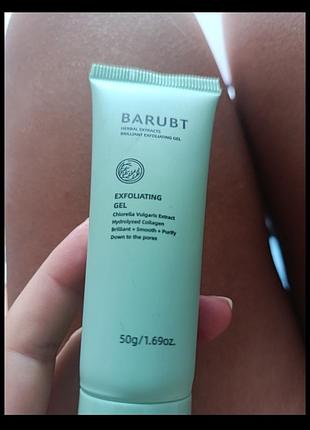 BARUBT
HERBAL EXTRACTS
BRILLIANT EXFOLIATING GEL
EXFOLIATING
GEL
Chlorella Vulgaris Extract
Hydrolyzed Collagen
Brilliant + Smooth + Purify
Down to the pores
50g/1.69oz.